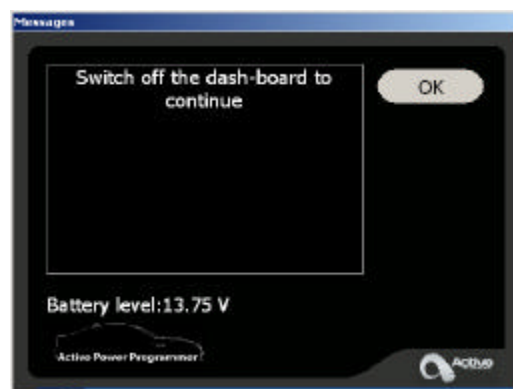 Messages
Switch off the dash-board to
continue
OK
Battery level:13.75 V
Active Power Programmer
Active